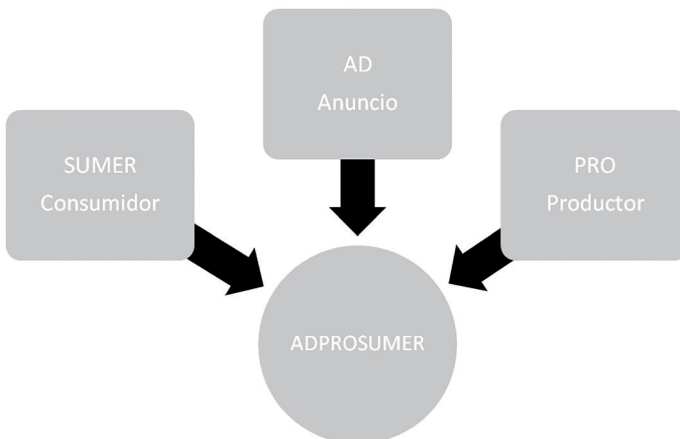 AD
Anuncio
SUMER
Consumidor
PRO
Productor
ADPROSUMER